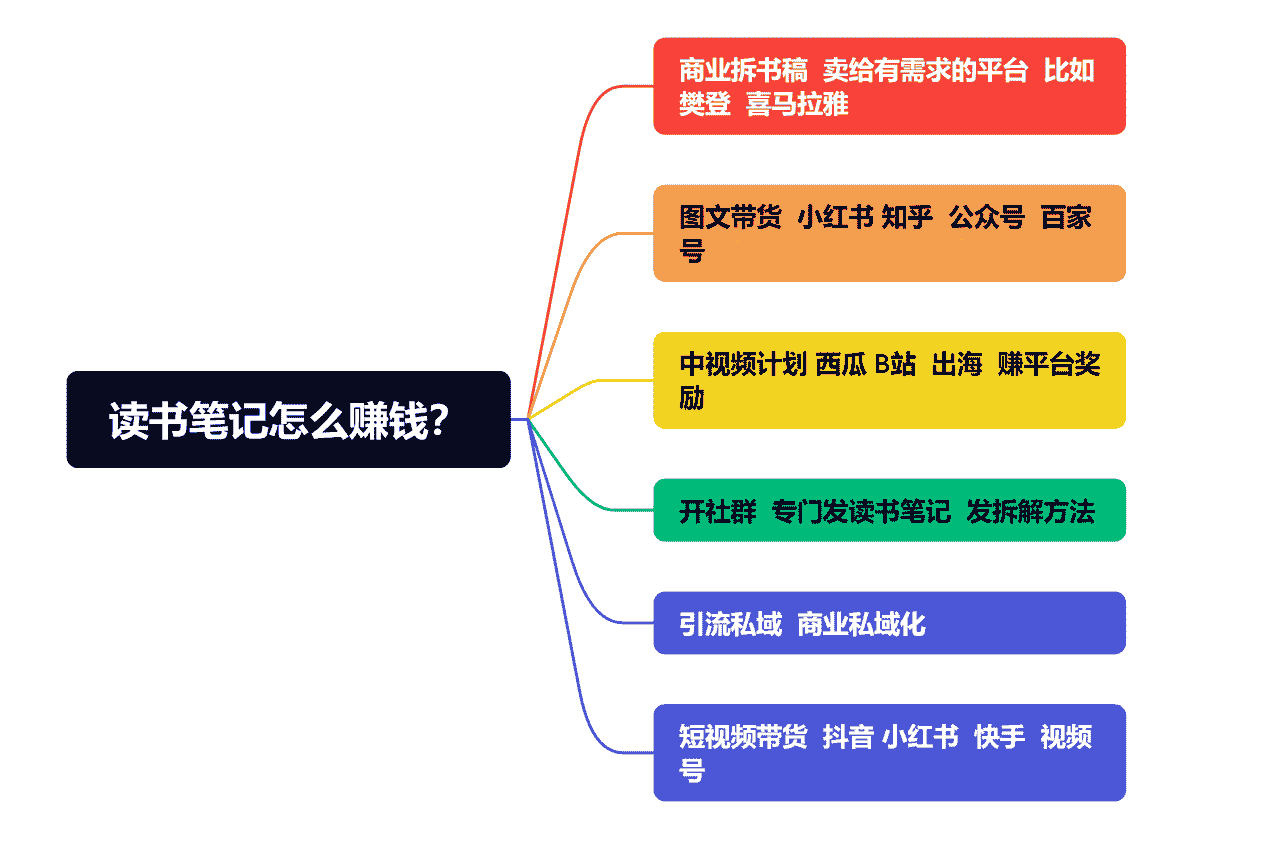 商业拆书稿 卖给有需求的平台 比如
樊登 喜马拉雅
图文带货 小红书 知乎 公众号 百家
号
中视频计划 西瓜 B站 出海 赚平台奖
励
读书笔记怎么赚钱？
开社群 专门发读书笔记 发拆解方法
引流私域 商业私域化
短视频带货 抖音 小红书 快手 视频
号